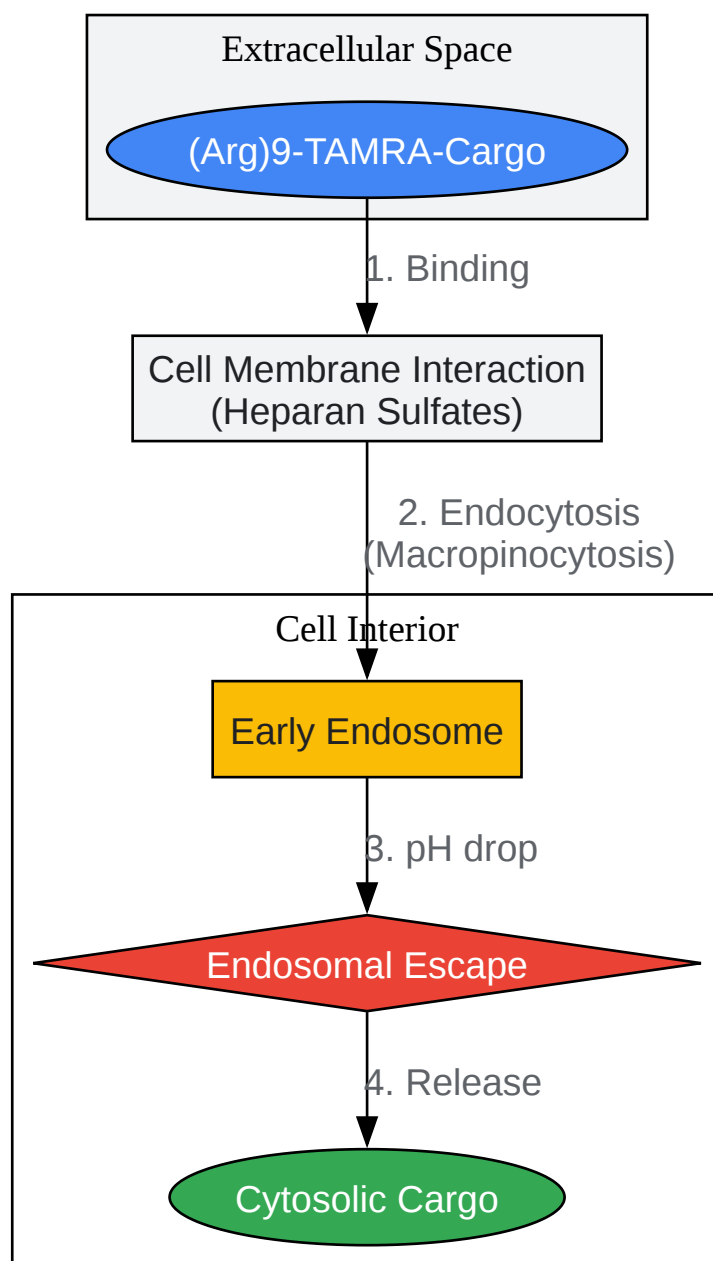 Extracellular Space
(Arg)9-TAMRA-Cargo
1. Binding
Cell Membrane Interaction
(Heparan Sulfates)
2. Endocytosis
(Macropinocytosis)
Cell Interior
Early Endosome
3. pH drop
Endosomal Escape
4. Release
Cytosolic Cargo